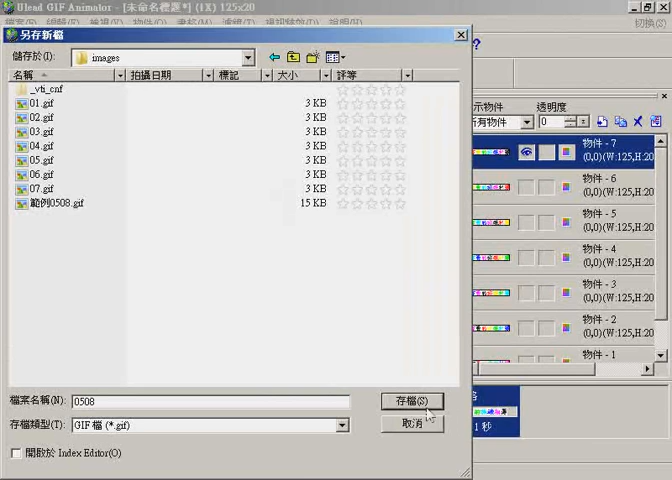 Ulead GIF Animator - [未命名標題*] (1X) 125x20
切換(S)
另存新檔
儲存於(I):
images
名稱
拍攝日期
標記
大小
評等
_vti_cnf
01.gif 3 KB
02.gif 3 KB
03.gif 3 KB
04.gif 3 KB
05.gif 3 KB
06.gif 3 KB
07.gif 3 KB
範例0508.gif 15 KB
檔案名稱(N):
0508
存檔(S)
存檔類型(T):
GIF 檔 (*.gif)
取消
開啟於 Index Editor(O)
示物件
透明度
所有物件
0
物件 - 7
(0,0)(W:125,H:20
物件 - 6
(0,0)(W:125,H:20
物件 - 5
(0,0)(W:125,H:20
物件 - 4
(0,0)(W:125,H:20
物件 - 3
(0,0)(W:125,H:20
物件 - 2
(0,0)(W:125,H:20
物件 - 1
1 秒